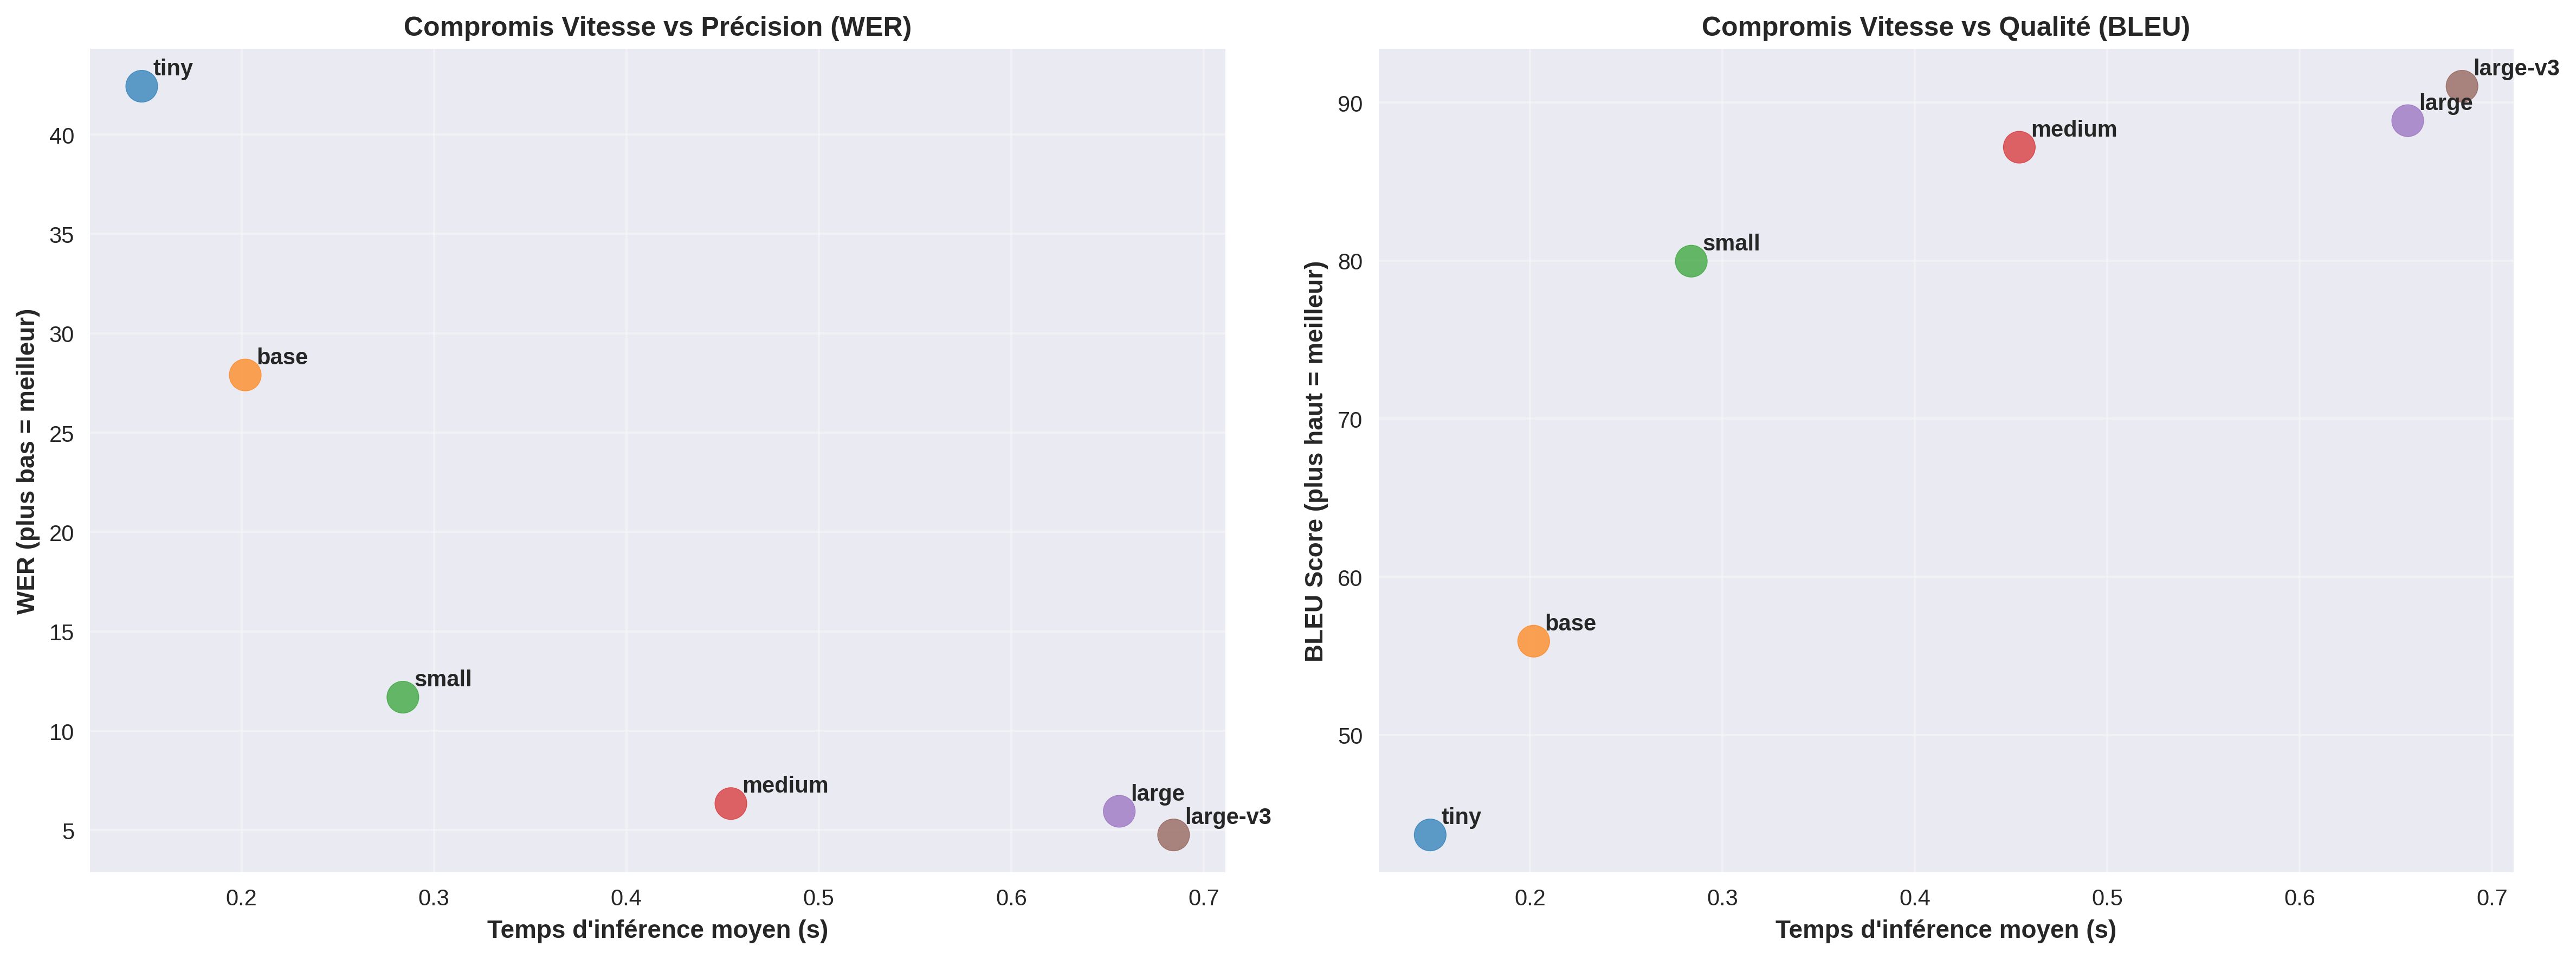 Compromis Vitesse vs Précision (WER)
WER (plus bas = meilleur)
40
35
30
25
20
15
10
5
tiny
base
small
medium
large
large-v3
0.2
0.3
0.4
0.5
0.6
0.7
Temps d'inférence moyen (s)
Compromis Vitesse vs Qualité (BLEU)
BLEU Score (plus haut = meilleur)
90
80
70
60
50
large-v3
large
medium
small
base
tiny
0.2
0.3
0.4
0.5
0.6
0.7
Temps d'inférence moyen (s)